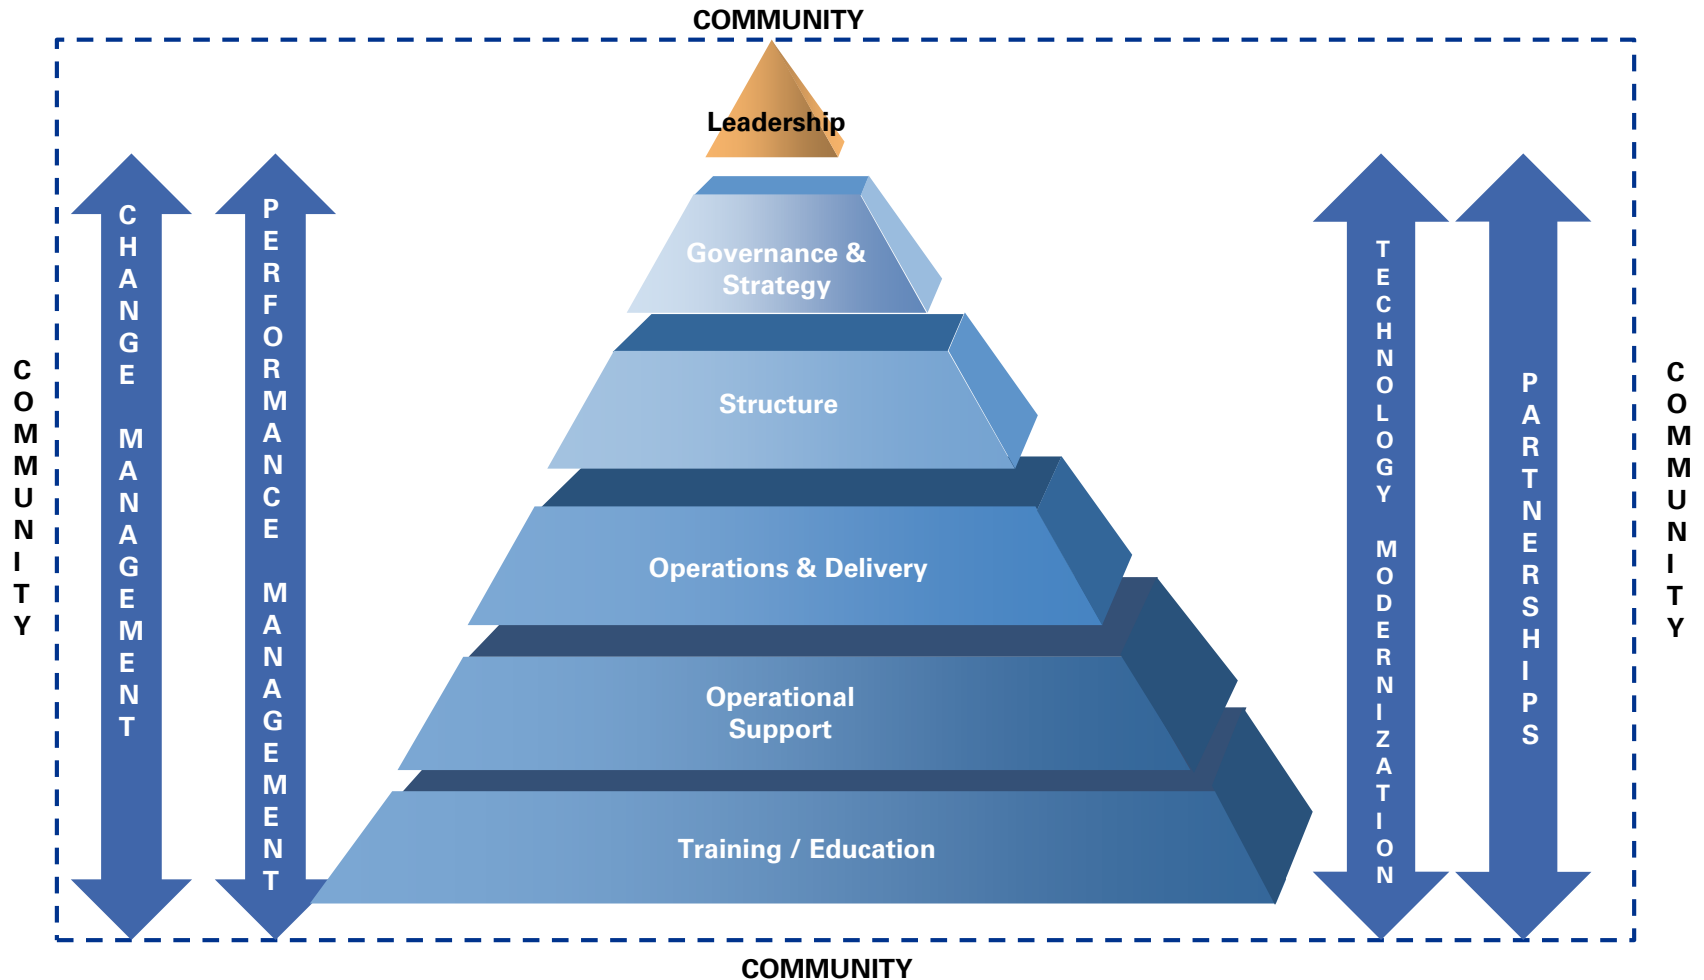 COMMUNITY
Leadership
Governance &
Strategy
Structure
Operations & Delivery
Operational
Support
Training / Education
COMMUNITY
CHANGE MANAGEMENT
PERFORMANCE MANAGEMENT
TECHNOLOGY MODERNIZATION
PARTNERSHIPS
COMMUNITY
COMMUNITY